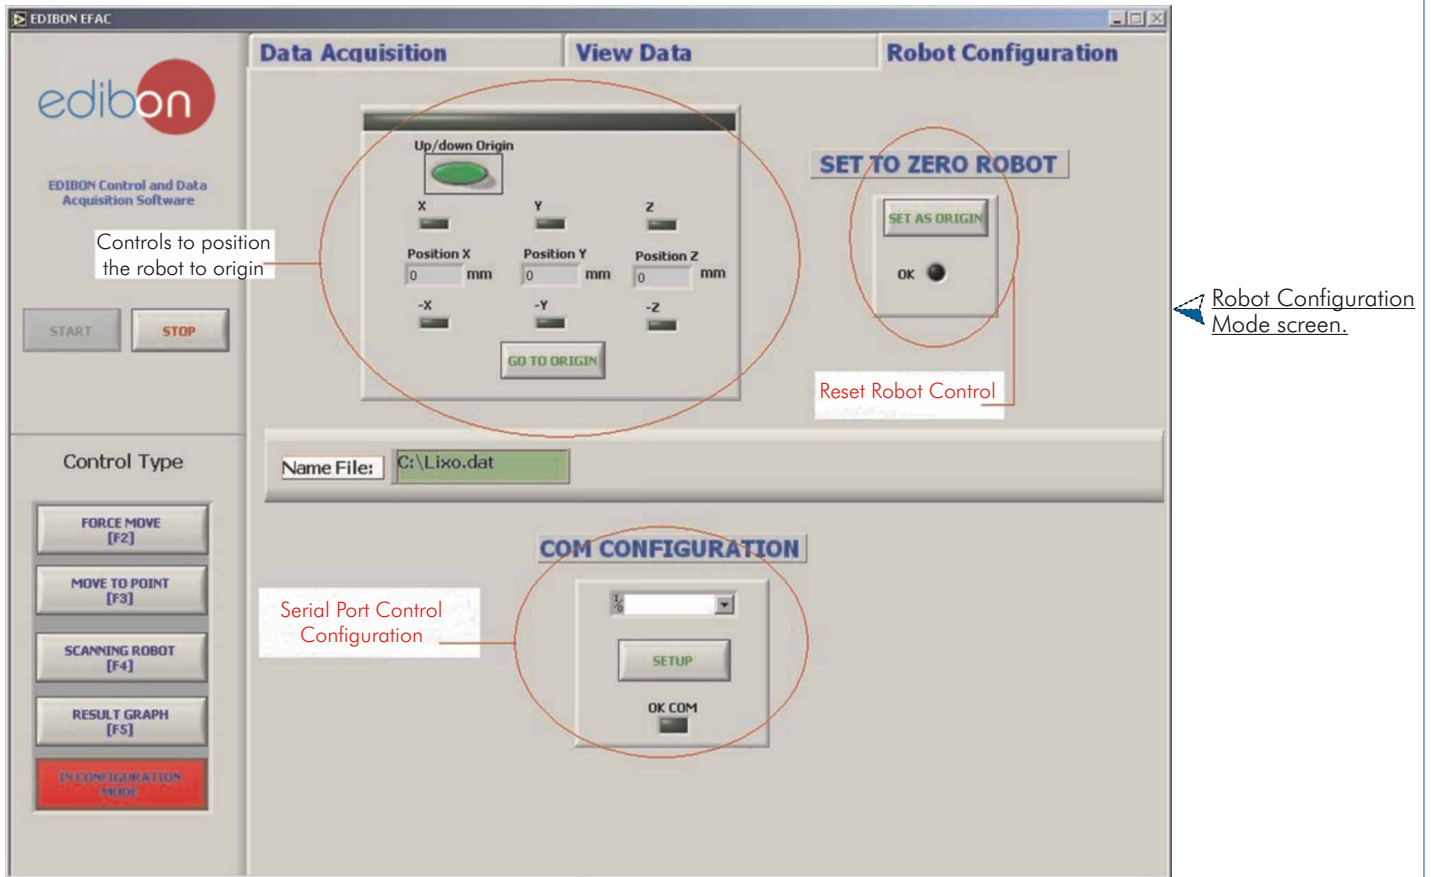 EDIBON EFAC
edibon
EDIBON Control and Data
Acquisition Software
Controls to position
the robot to origin
START
STOP
Control Type
FORCE MOVE
[F2]
MOVE TO POINT
[F3]
SCANNING ROBOT
[F4]
RESULT GRAPH
[F5]
IN CONFIGURATION
MODE
Data Acquisition
View Data
Robot Configuration
Up/down Origin
X Y Z
Position X Position Y Position Z
0 mm 0 mm 0 mm
-X -Y -Z
GO TO ORIGIN
SET TO ZERO ROBOT
SET AS ORIGIN
OK
Reset Robot Control
Name File: C:\Lixo.dat
COM CONFIGURATION
Serial Port Control
Configuration
I/O
SETUP
OK COM
Robot Configuration
Mode screen.